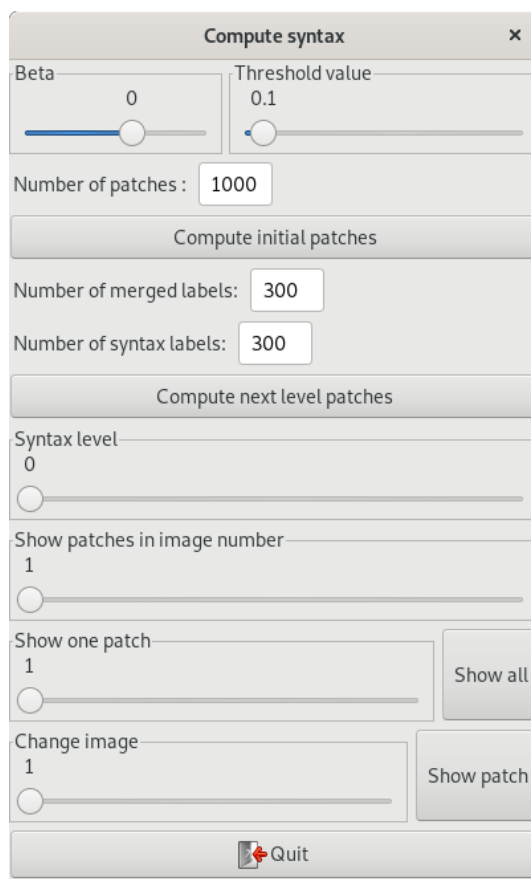 Compute syntax ×
Beta Threshold value
0 0.1
Number of patches : 1000
Compute initial patches
Number of merged labels: 300
Number of syntax labels: 300
Compute next level patches
Syntax level
0
Show patches in image number
1
Show one patch
1
Show all
Change image
1
Show patch
Quit